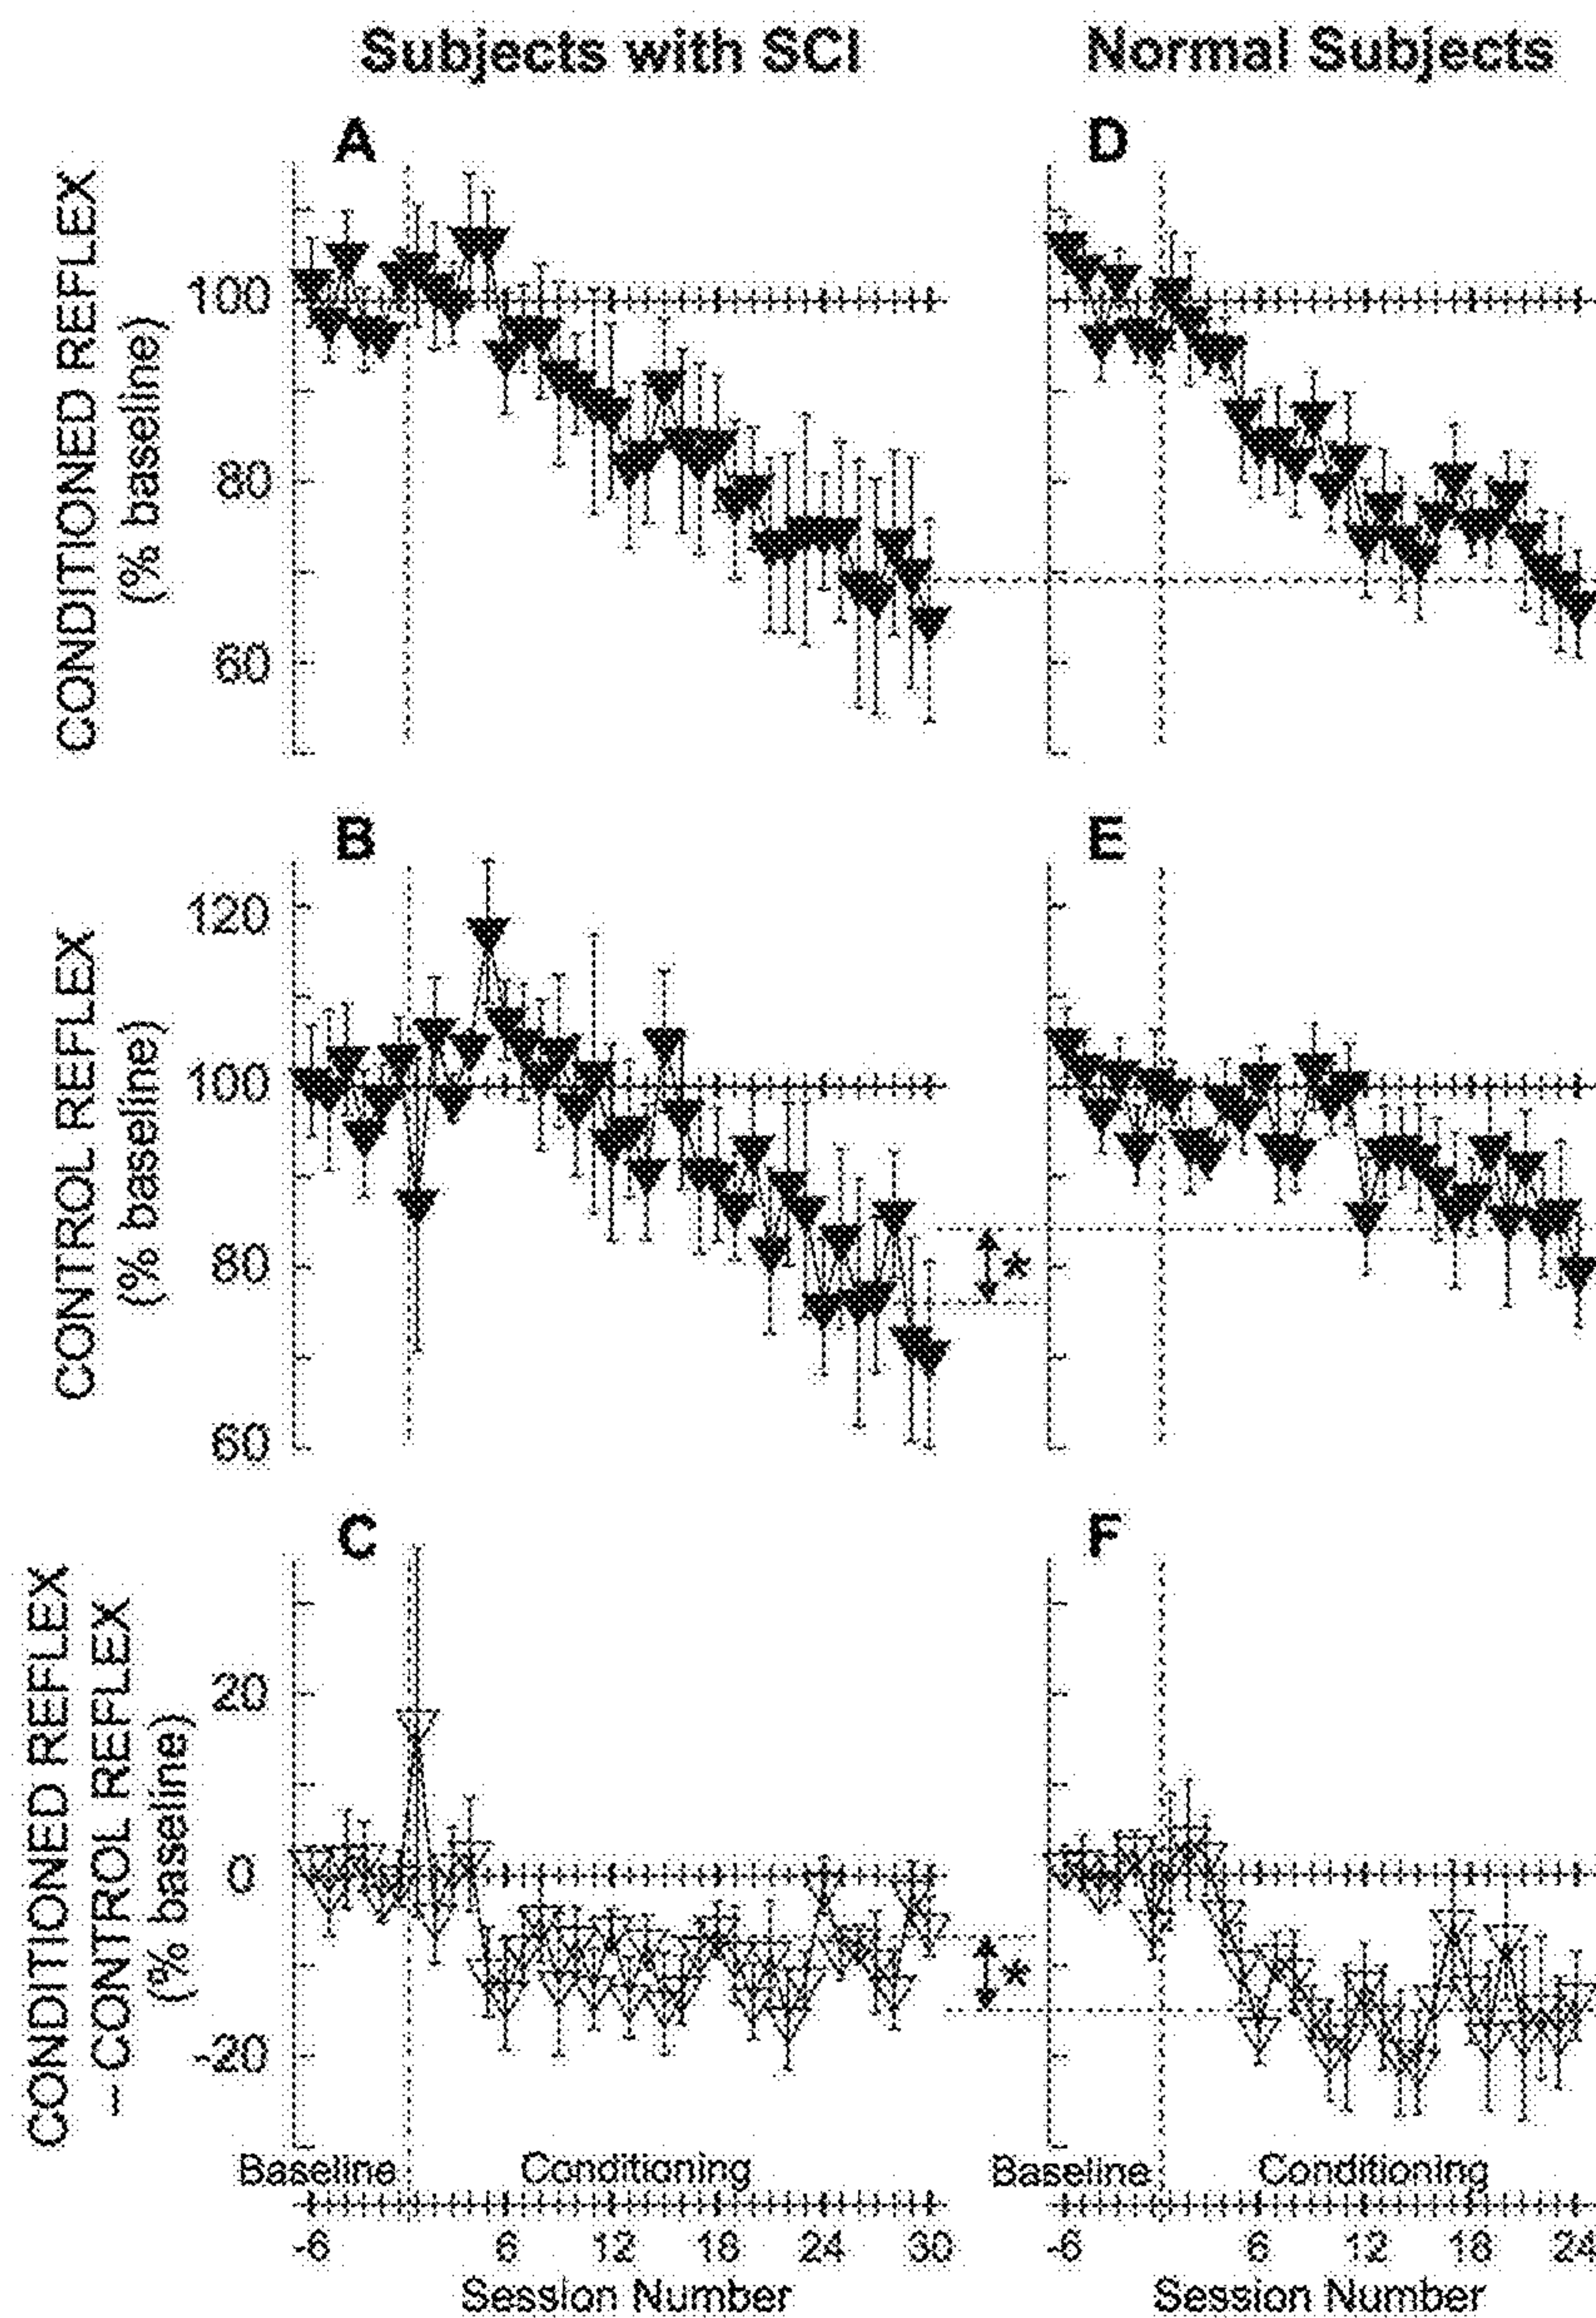 Subjects with SCI
Normal Subjects
A
D
CONDITIONED REFLEX
(% baseline)
100
80
60
B
E
CONTROL REFLEX
(% baseline)
120
100
80
60
*
C
F
CONDITIONED REFLEX
– CONTROL REFLEX
(% baseline)
20
0
-20
*
Baseline Conditioning
Baseline Conditioning
-6 6 12 18 24 30
-6 6 12 18 24
Session Number
Session Number